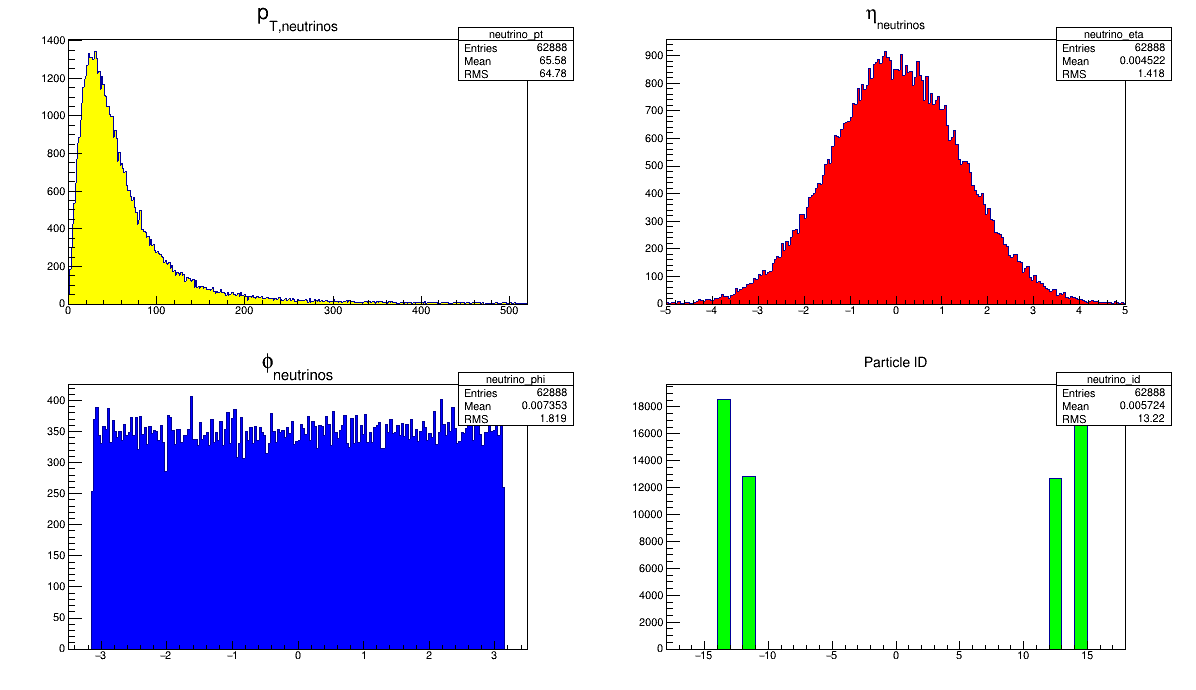 pT,neutrinos
neutrino_pt
Entries 62888
Mean 65.58
RMS 64.78
1400
1200
1000
800
600
400
200
0
0 100 200 300 400 500
ηneutrinos
neutrino_eta
Entries 62888
Mean 0.004522
RMS 1.418
900
800
700
600
500
400
300
200
100
0
−5 −4 −3 −2 −1 0 1 2 3 4 5
ϕneutrinos
neutrino_phi
Entries 62888
Mean 0.007353
RMS 1.819
400
350
300
250
200
150
100
50
0
−3 −2 −1 0 1 2 3
Particle ID
neutrino_id
Entries 62888
Mean 0.005724
RMS 13.22
18000
16000
14000
12000
10000
8000
6000
4000
2000
0
−15 −10 −5 0 5 10 15